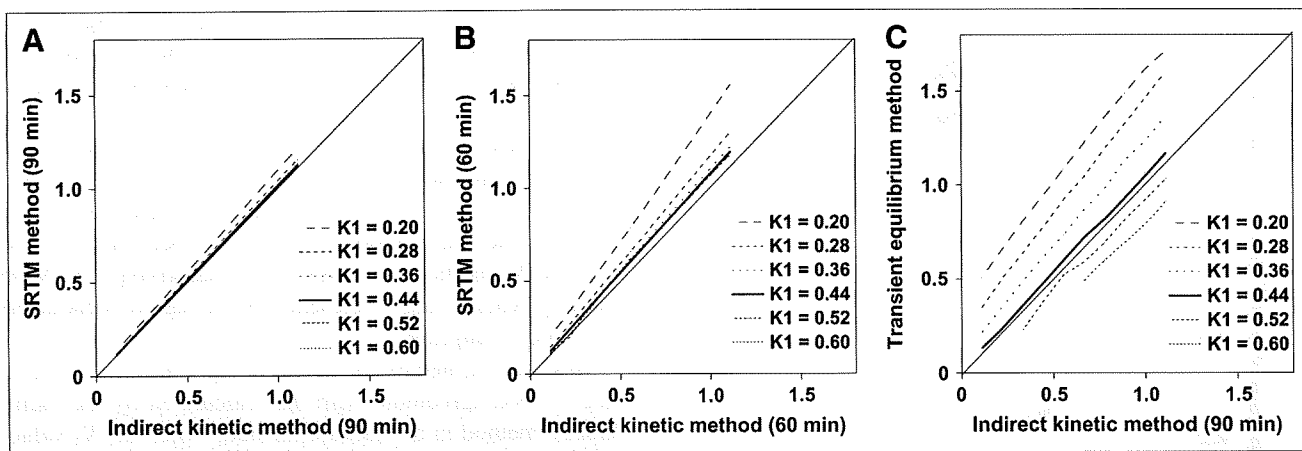 A
SRTM method (90 min)
1.5
1.0
0.5
0
0
0.5
1.0
1.5
K1 = 0.20
K1 = 0.28
K1 = 0.36
K1 = 0.44
K1 = 0.52
K1 = 0.60
Indirect kinetic method (90 min)
B
SRTM method (60 min)
1.5
1.0
0.5
0
0
0.5
1.0
1.5
K1 = 0.20
K1 = 0.28
K1 = 0.36
K1 = 0.44
K1 = 0.52
K1 = 0.60
Indirect kinetic method (60 min)
C
Transient equilibrium method
1.5
1.0
0.5
0
0
0.5
1.0
1.5
K1 = 0.20
K1 = 0.28
K1 = 0.36
K1 = 0.44
K1 = 0.52
K1 = 0.60
Indirect kinetic method (90 min)